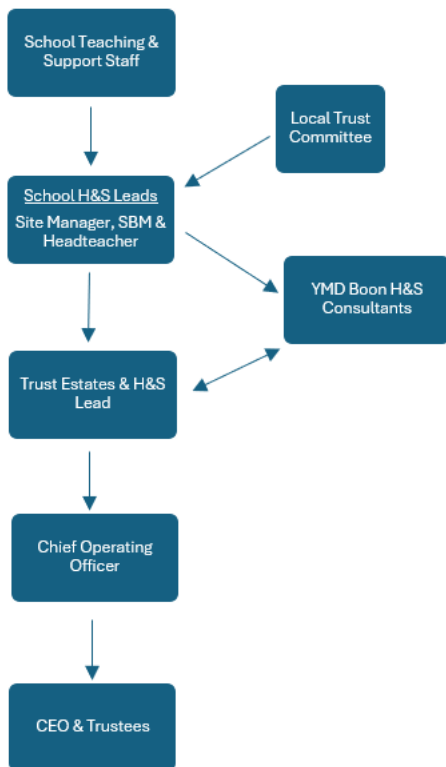 School Teaching &
Support Staff
Local Trust
Committee
School H&S Leads
Site Manager, SBM &
Headteacher
YMD Boon H&S
Consultants
Trust Estates & H&S
Lead
Chief Operating
Officer
CEO & Trustees